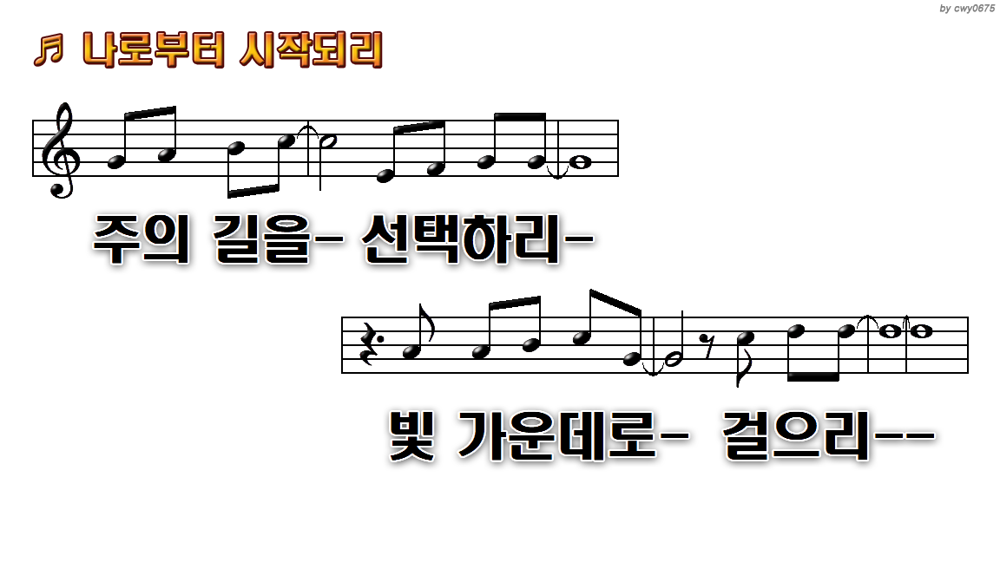 by cwy0675
♬ 나로부터 시작되리
주의 길을- 선택하리-
빛 가운데로- 걸으리--